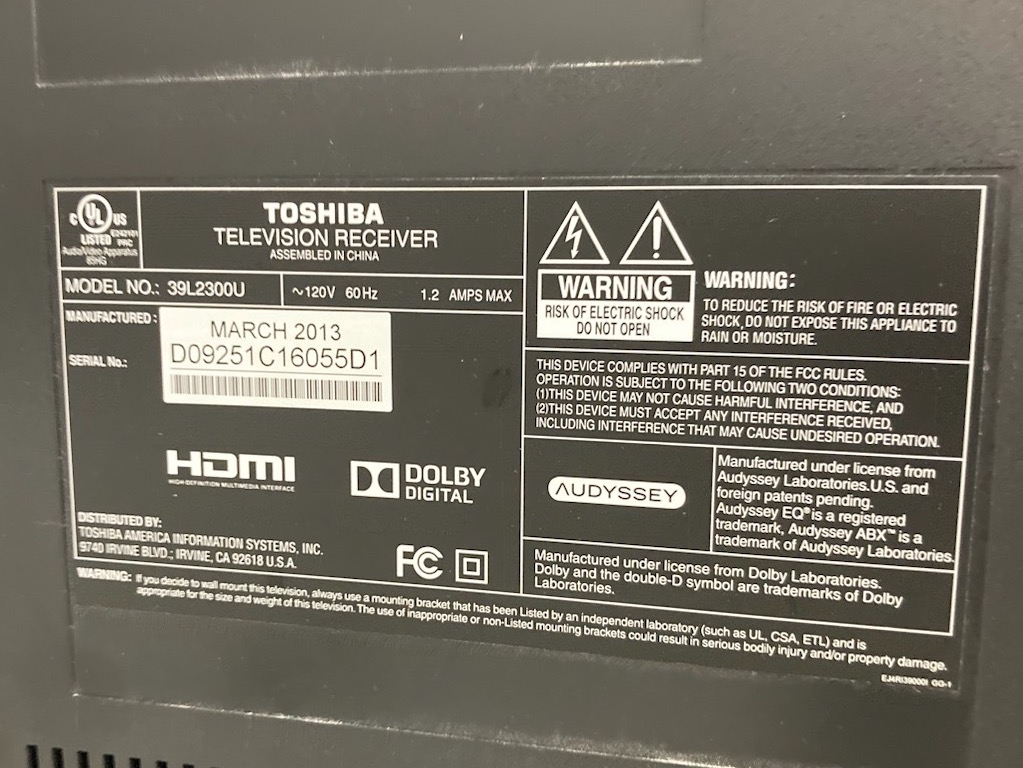 C UL US
LISTED E242101
PRC
Audio/Video Apparatus
89HG
TOSHIBA
TELEVISION RECEIVER
ASSEMBLED IN CHINA
MODEL NO.: 39L2300U
~120V 60Hz 1.2 AMPS MAX
MANUFACTURED:
MARCH 2013
SERIAL No.:
D09251C16055D1
HDMI
HIGH-DEFINITION MULTIMEDIA INTERFACE
DOLBY
DIGITAL
DISTRIBUTED BY:
TOSHIBA AMERICA INFORMATION SYSTEMS, INC.
9740 IRVINE BLVD.; IRVINE, CA 92618 U.S.A.
FC
WARNING
RISK OF ELECTRIC SHOCK
DO NOT OPEN
WARNING:
TO REDUCE THE RISK OF FIRE OR ELECTRIC
SHOCK, DO NOT EXPOSE THIS APPLIANCE TO
RAIN OR MOISTURE.
THIS DEVICE COMPLIES WITH PART 15 OF THE FCC RULES.
OPERATION IS SUBJECT TO THE FOLLOWING TWO CONDITIONS:
(1)THIS DEVICE MAY NOT CAUSE HARMFUL INTERFERENCE, AND
(2)THIS DEVICE MUST ACCEPT ANY INTERFERENCE RECEIVED,
INCLUDING INTERFERENCE THAT MAY CAUSE UNDESIRED OPERATION.
AUDYSSEY
Manufactured under license from
Audyssey Laboratories.U.S. and
foreign patents pending.
Audyssey EQ® is a registered
trademark, Audyssey ABX™ is a
trademark of Audyssey Laboratories.
Manufactured under license from Dolby Laboratories.
Dolby and the double-D symbol are trademarks of Dolby
Laboratories.
WARNING: If you decide to wall mount this television, always use a mounting bracket that has been Listed by an independent laboratory (such as UL, CSA, ETL) and is
appropriate for the size and weight of this television. The use of inappropriate or non-Listed mounting brackets could result in serious bodily injury and/or property damage.
EJ4RI39000I GG-1